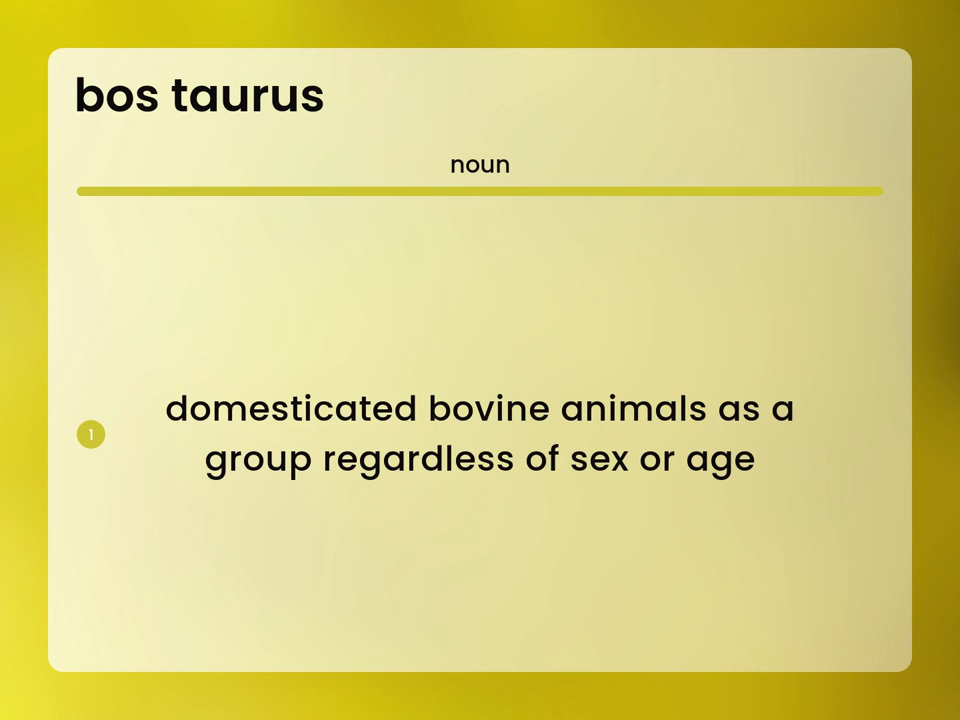 bos taurus
noun
1
domesticated bovine animals as a
group regardless of sex or age